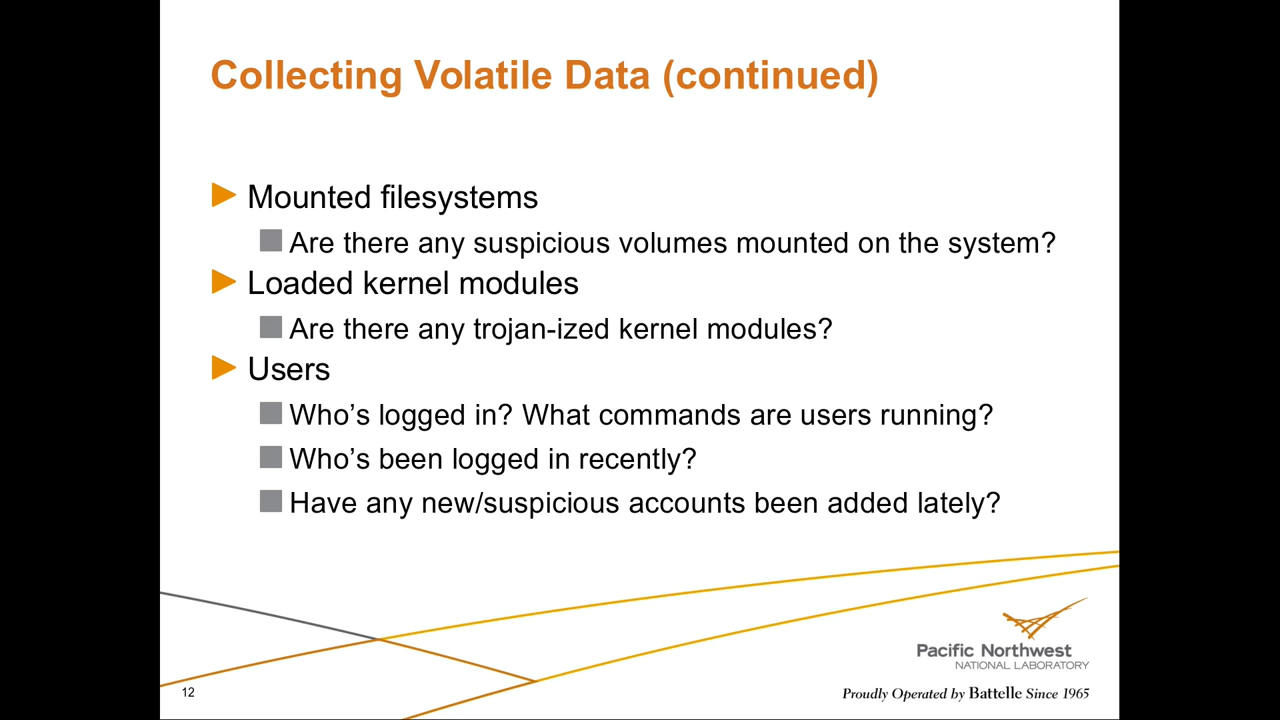 Collecting Volatile Data (continued)
Mounted filesystems
Are there any suspicious volumes mounted on the system?
Loaded kernel modules
Are there any trojan-ized kernel modules?
Users
Who’s logged in? What commands are users running?
Who’s been logged in recently?
Have any new/suspicious accounts been added lately?
Pacific Northwest
NATIONAL LABORATORY
12
Proudly Operated by Battelle Since 1965